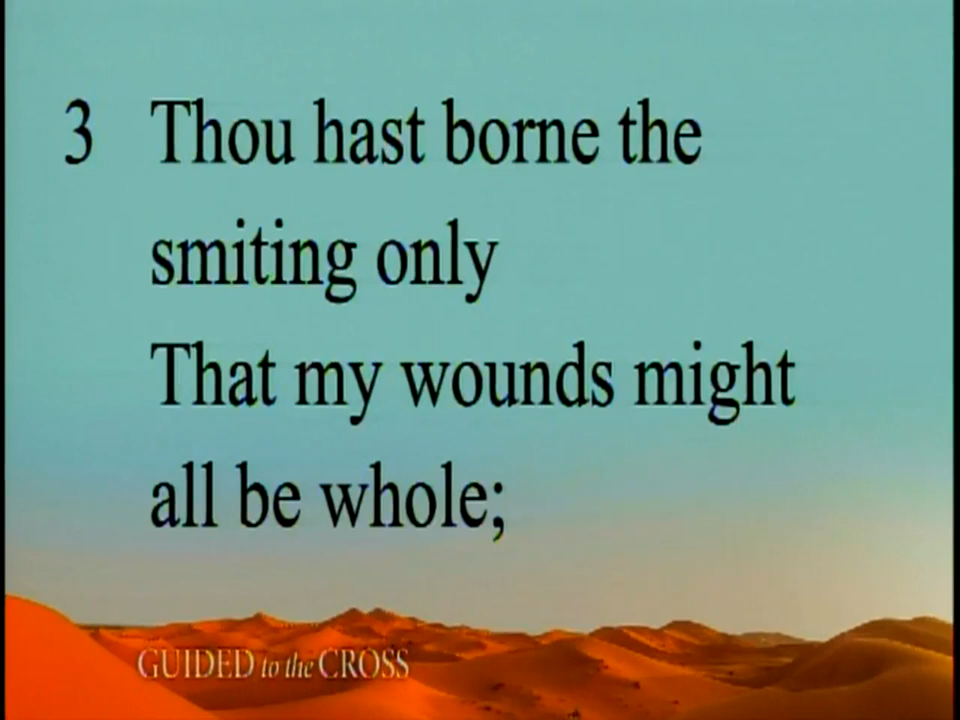 3 Thou hast borne the
smiting only
That my wounds might
all be whole;
GUIDED to the CROSS